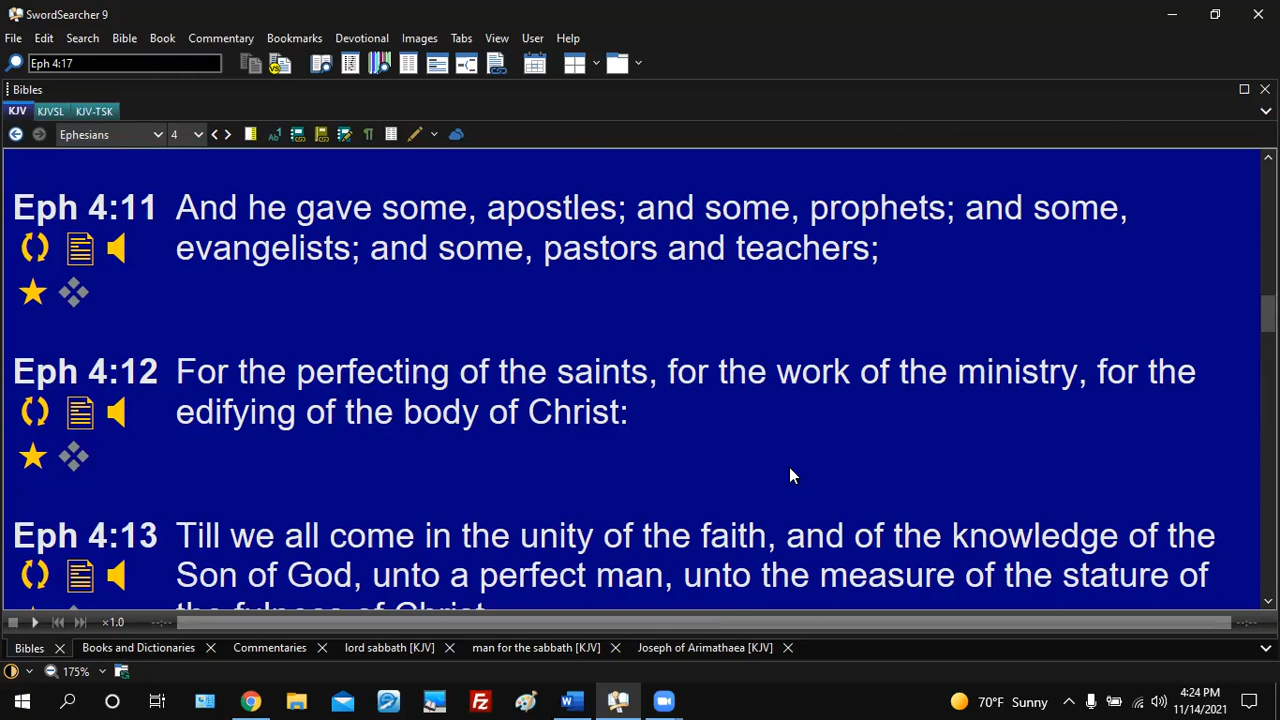 SwordSearcher 9
File Edit Search Bible Book Commentary Bookmarks Devotional Images Tabs View User Help
Eph 4:17
Bibles
KJV KJVSL KJV-TSK
Ephesians 4
Eph 4:11 And he gave some, apostles; and some, prophets; and some,
evangelists; and some, pastors and teachers;
Eph 4:12 For the perfecting of the saints, for the work of the ministry, for the
edifying of the body of Christ:
Eph 4:13 Till we all come in the unity of the faith, and of the knowledge of the
Son of God, unto a perfect man, unto the measure of the stature of
the fulness of Christ
×1.0 --:-- --:--
Bibles Books and Dictionaries Commentaries lord sabbath [KJV] man for the sabbath [KJV] Joseph of Arimathaea [KJV]
175%
70°F Sunny 4:24 PM
11/14/2021